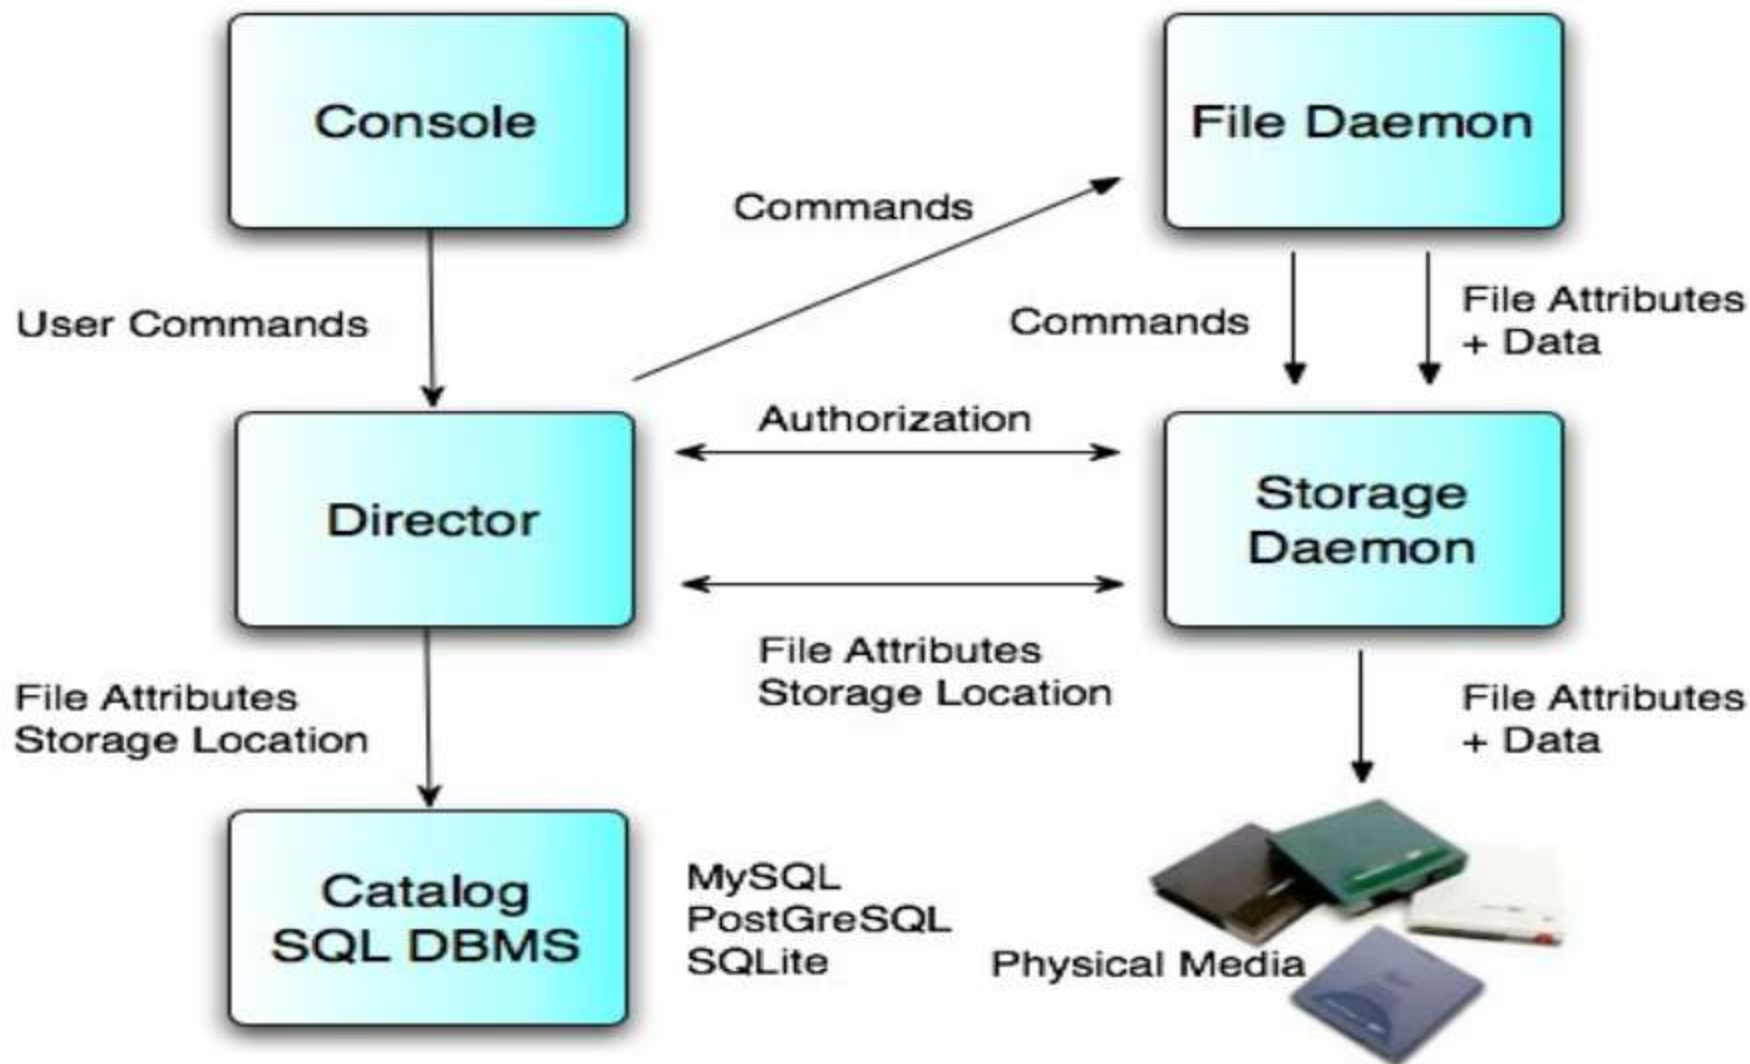 Console
File Daemon
Commands
User Commands
Commands
File Attributes
+ Data
Authorization
Director
Storage
Daemon
File Attributes
Storage Location
File Attributes
Storage Location
File Attributes
+ Data
Catalog
SQL DBMS
MySQL
PostGreSQL
SQLite
Physical Media